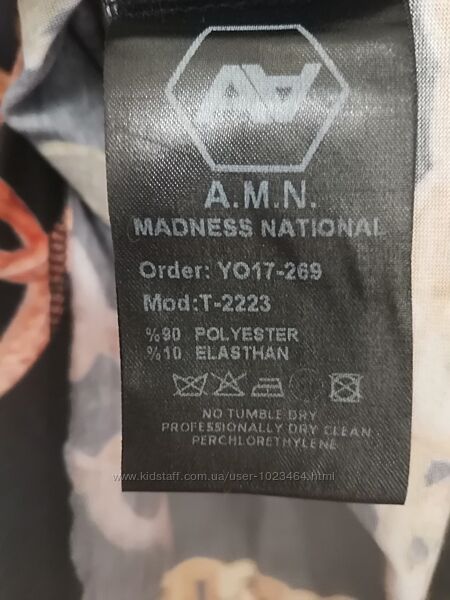 A.M.N.
MADNESS NATIONAL
Order: YO17-269
Mod:T-2223
%90 POLYESTER
%10 ELASTHAN
NO TUMBLE DRY
PROFESSIONALLY DRY CLEAN
PERCHLORETHYLENE
www.kidstaff.com.ua/user-1023464.html